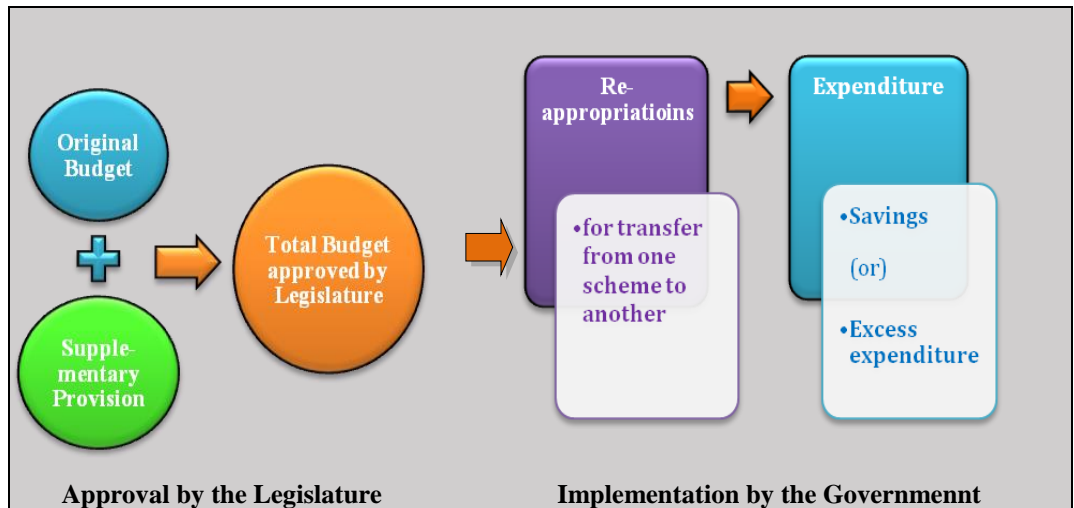 Original
Budget
Supple-
mentary
Provision
Total Budget
approved by
Legislature
Re-
appropriatioins
•for transfer
from one
scheme to
another
Expenditure
•Savings
(or)
•Excess
expenditure
Approval by the Legislature
Implementation by the Governmennt